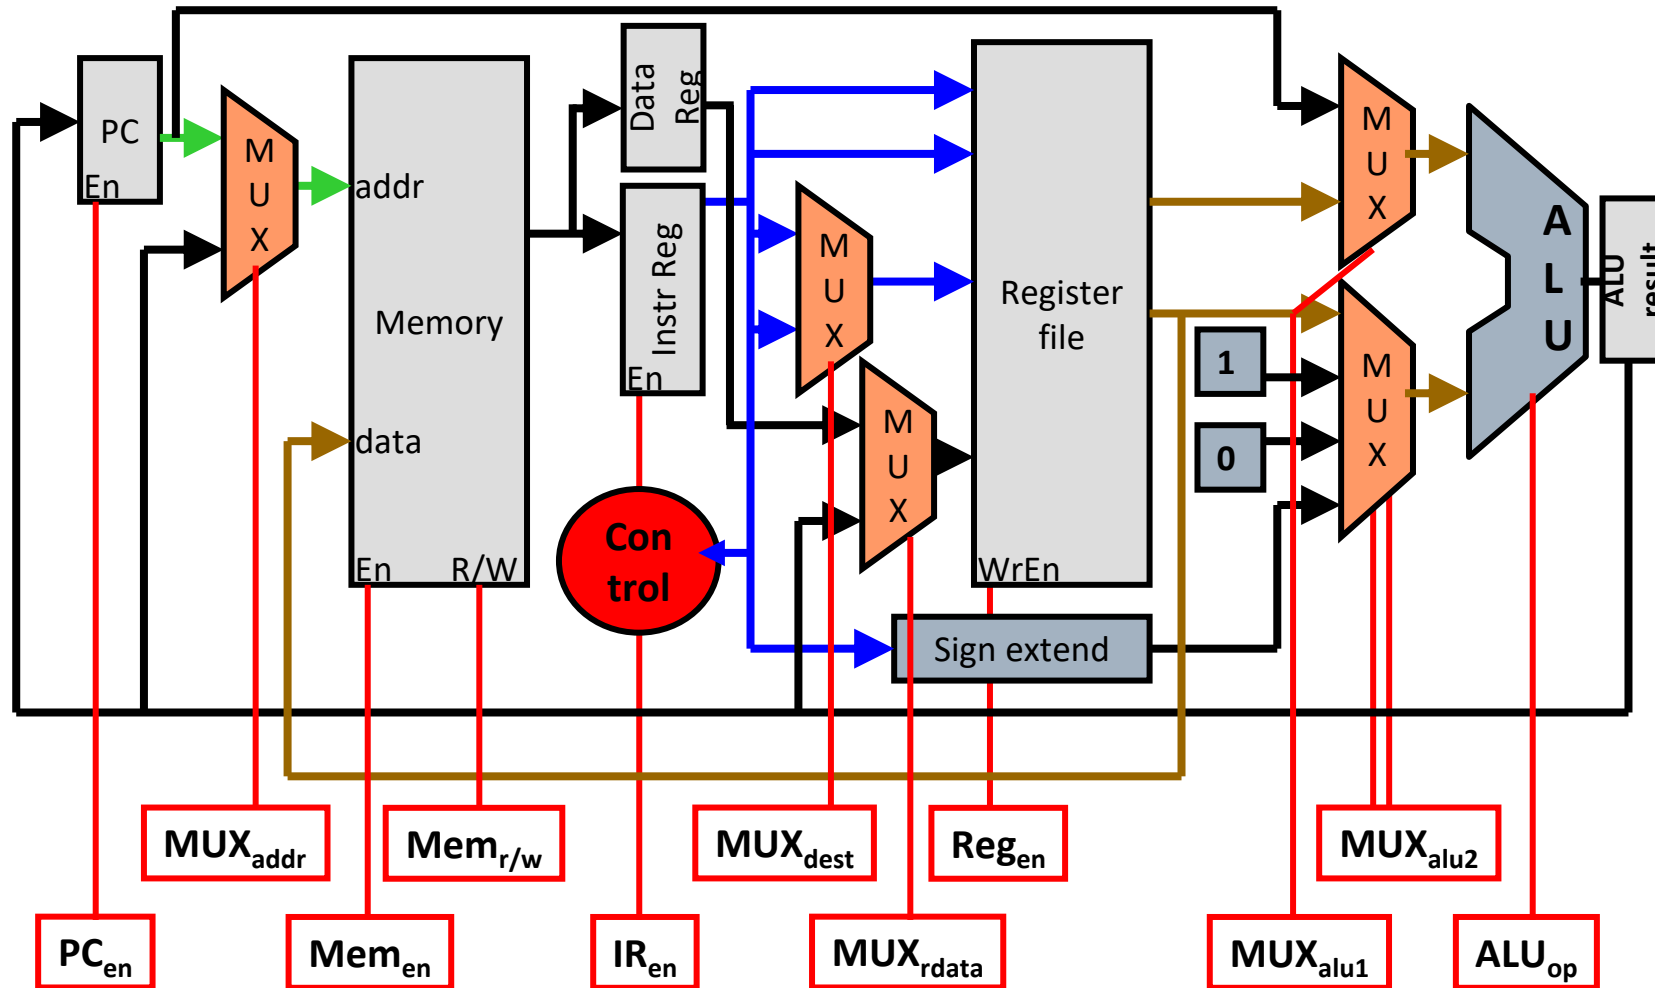 PC
En
M
U
X
addr
Memory
data
En R/W
Data
Reg
Instr Reg
En
Con
trol
M
U
X
M
U
X
Register
file
WrEn
Sign extend
M
U
X
1
0
M
U
X
A
L
U
ALU
result
MUXaddr
Memr/w
MUXdest
Regen
MUXalu2
PCen
Memen
IRen
MUXrdata
MUXalu1
ALUop